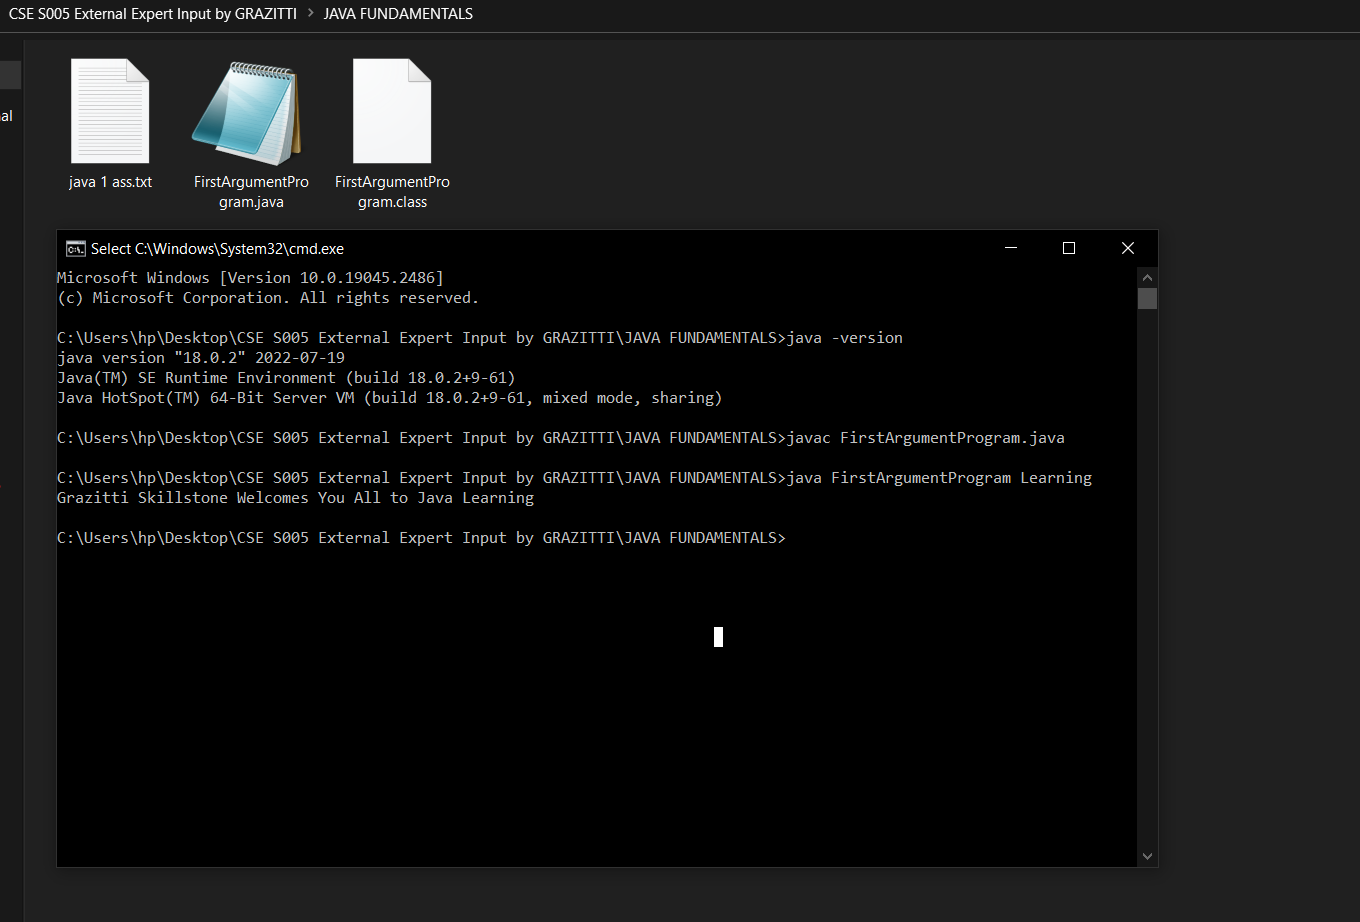 CSE S005 External Expert Input by GRAZITTI > JAVA FUNDAMENTALS
al
java 1 ass.txt
FirstArgumentPro
gram.java
FirstArgumentPro
gram.class
Select C:\Windows\System32\cmd.exe
Microsoft Windows [Version 10.0.19045.2486]
(c) Microsoft Corporation. All rights reserved.
C:\Users\hp\Desktop\CSE S005 External Expert Input by GRAZITTI\JAVA FUNDAMENTALS>java -version
java version "18.0.2" 2022-07-19
Java(TM) SE Runtime Environment (build 18.0.2+9-61)
Java HotSpot(TM) 64-Bit Server VM (build 18.0.2+9-61, mixed mode, sharing)
C:\Users\hp\Desktop\CSE S005 External Expert Input by GRAZITTI\JAVA FUNDAMENTALS>javac FirstArgumentProgram.java
C:\Users\hp\Desktop\CSE S005 External Expert Input by GRAZITTI\JAVA FUNDAMENTALS>java FirstArgumentProgram Learning
Grazitti Skillstone Welcomes You All to Java Learning
C:\Users\hp\Desktop\CSE S005 External Expert Input by GRAZITTI\JAVA FUNDAMENTALS>